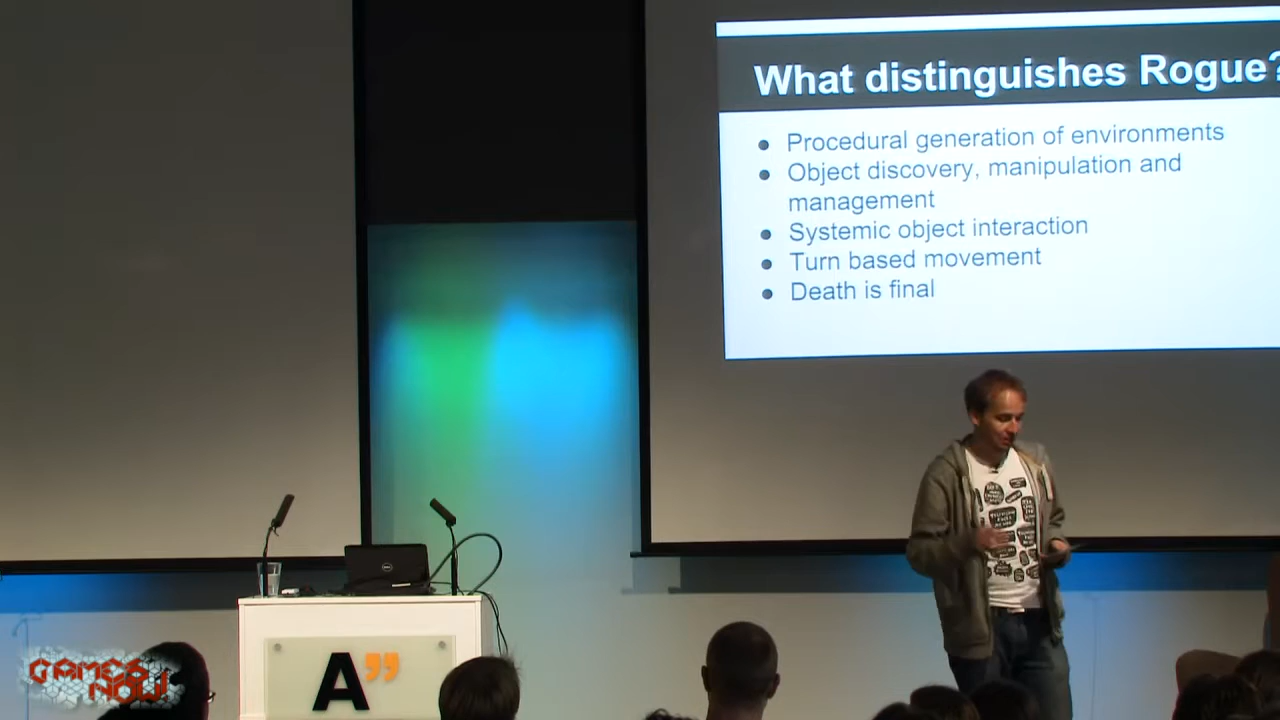 What distinguishes Rogue?
Procedural generation of environments
Object discovery, manipulation and
management
Systemic object interaction
Turn based movement
Death is final
A”
GAMES
NOW!